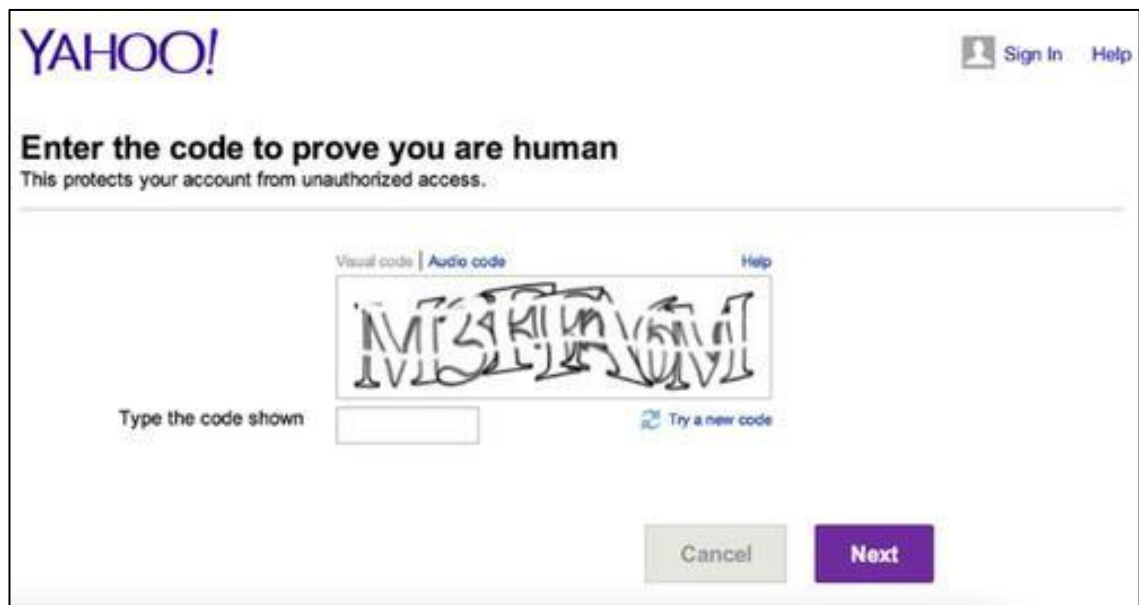 YAHOO!
Sign In Help
Enter the code to prove you are human
This protects your account from unauthorized access.
Visual code | Audio code Help
Type the code shown
Try a new code
Cancel Next